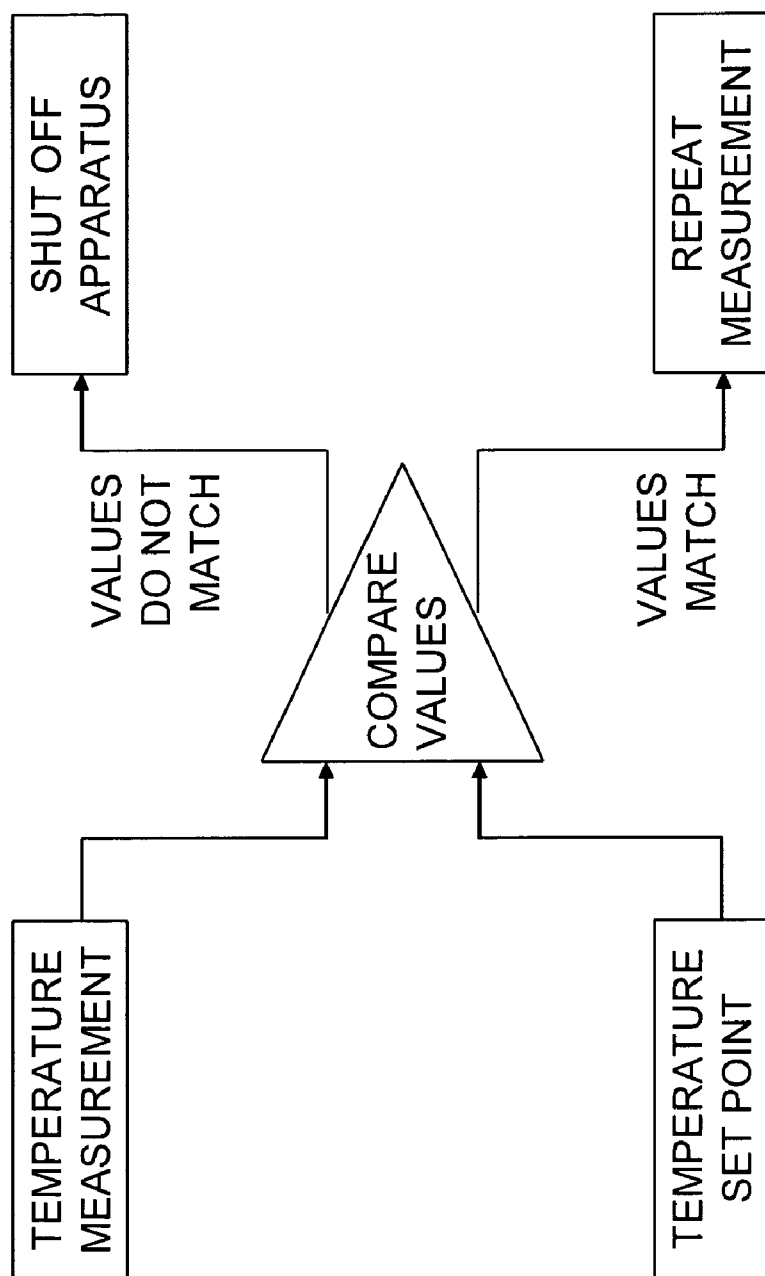 TEMPERATURE
MEASUREMENT
TEMPERATURE
SET POINT
COMPARE
VALUES
VALUES
DO NOT
MATCH
VALUES
MATCH
SHUT OFF
APPARATUS
REPEAT
MEASUREMENT